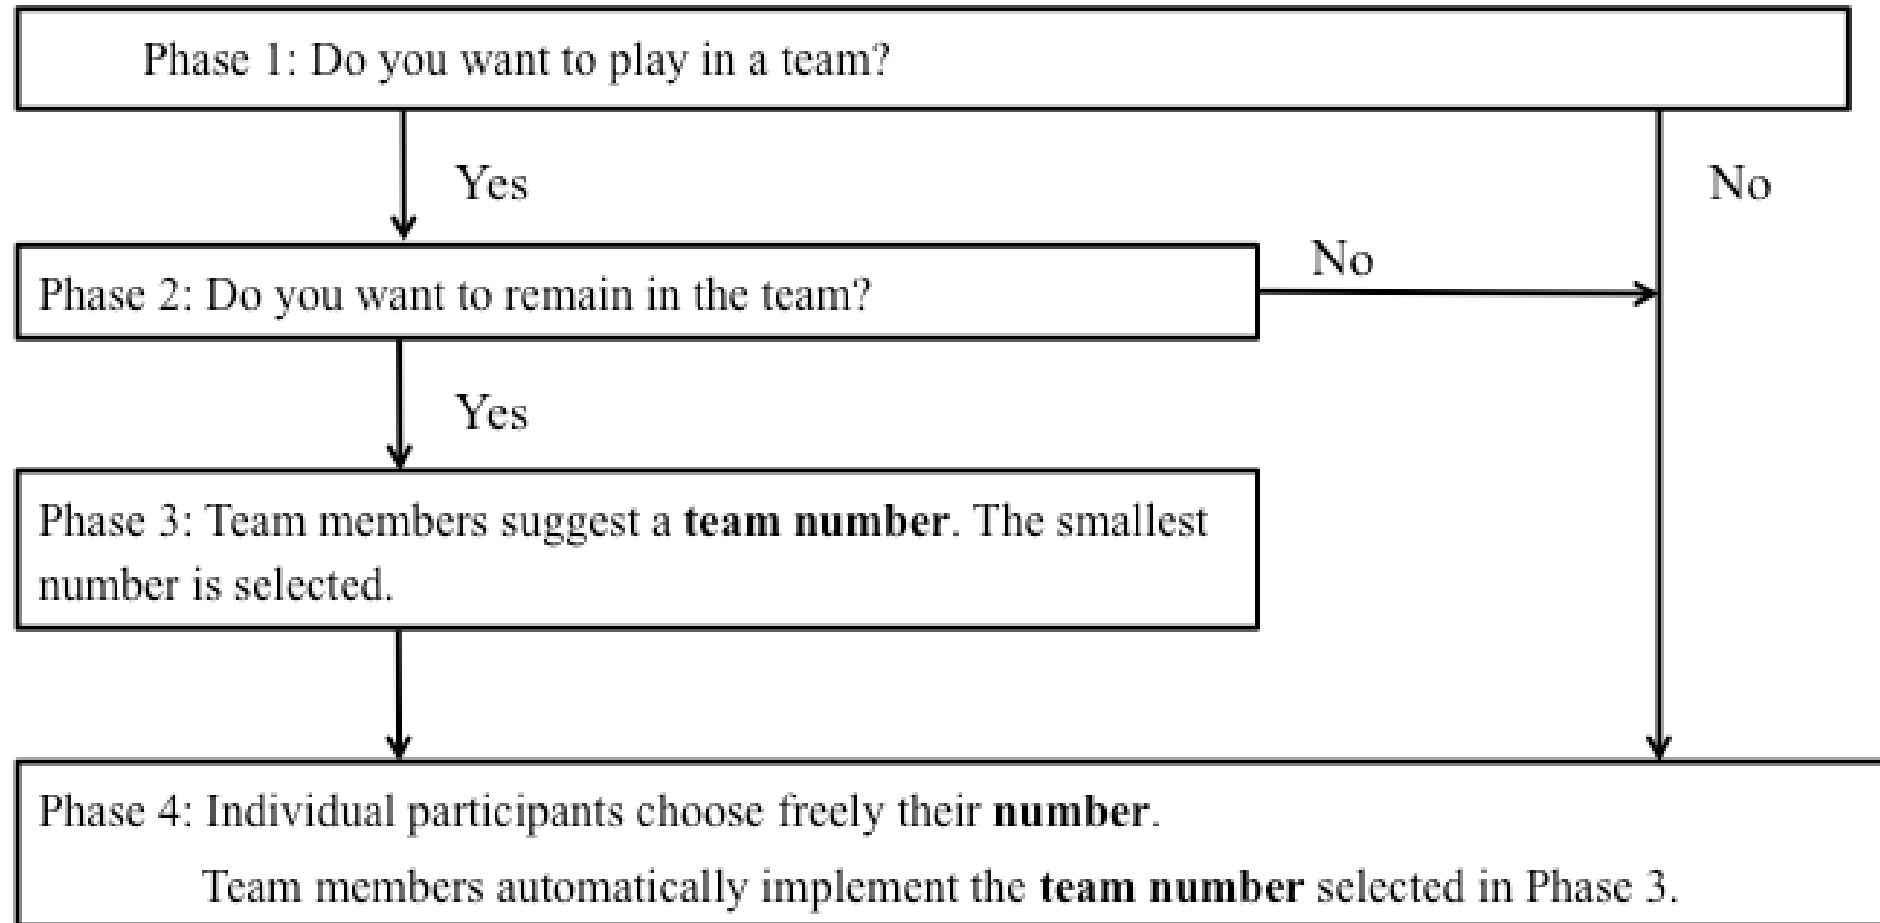 Phase 1: Do you want to play in a team?
Yes
No
Phase 2: Do you want to remain in the team?
No
Yes
Phase 3: Team members suggest a team number. The smallest
number is selected.
Phase 4: Individual participants choose freely their number.
Team members automatically implement the team number selected in Phase 3.